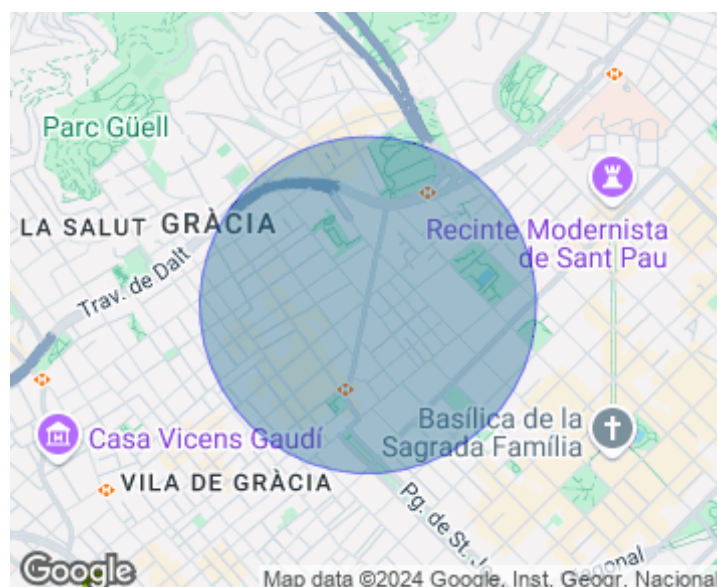 Parc Güell
LA SALUT
GRÀCIA
Recinte Modernista
de Sant Pau
Trav. de Dalt
Casa Vicens Gaudí
Basílica de la
Sagrada Família
VILA DE GRÀCIA
Pg. de St.
Google
Map data ©2024 Google, Inst. Geogr. Nacional